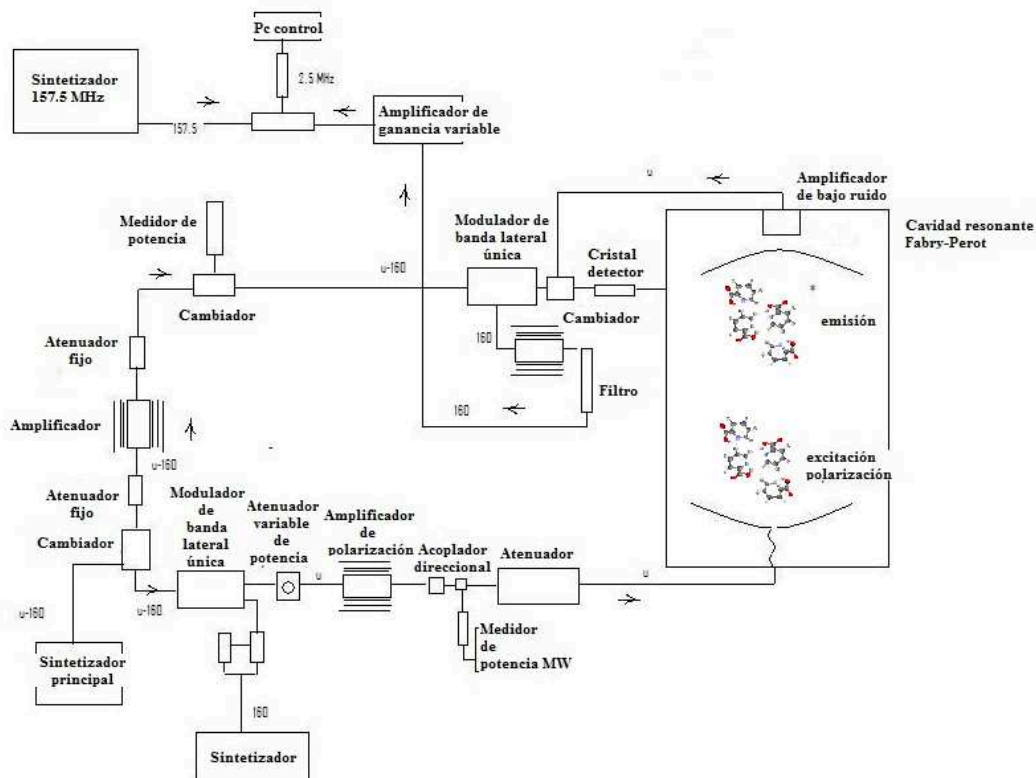 Pc control
Sintetizador
157.5 MHz
2.5 MHz
157.5
Amplificador de
ganancia variable
u
Amplificador
de bajo ruido
Cavidad resonante
Fabry-Perot
Medidor de
potencia
Modulador de
banda lateral
única
Cristal
detector
u-160
Cambiador
Cambiador
160
*
emisión
Atenuador
fijo
Filtro
160
Amplificador
u-160
excitación
polarización
Atenuador
fijo
Modulador
de
banda
lateral
única
Atenuador
variable
de
potencia
Amplificador
de
polarización
Acoplador
direccional
Atenuador
Cambiador
u
u
u-160
u-160
Medidor
de
potencia MW
Sintetizador
principal
160
Sintetizador